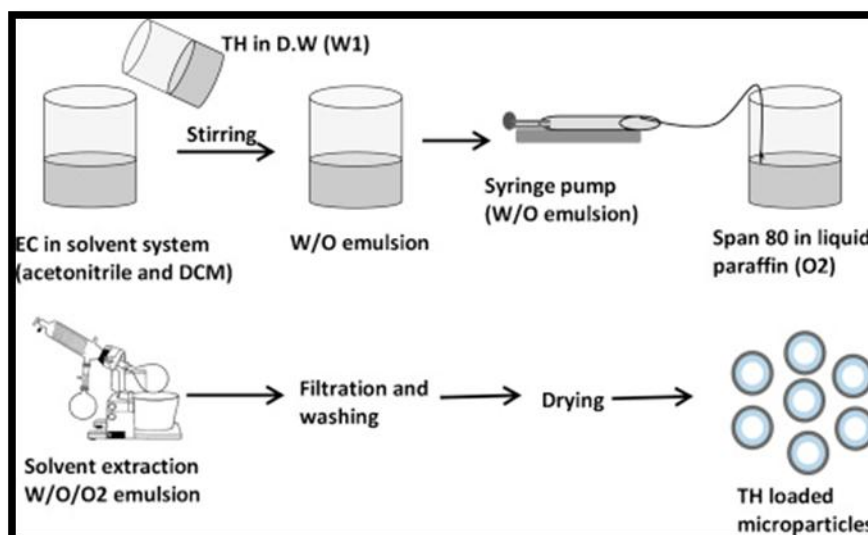 TH in D.W (W1)
Stirring
EC in solvent system
(acetonitrile and DCM)
W/O emulsion
Syringe pump
(W/O emulsion)
Span 80 in liquid
paraffin (O2)
Solvent extraction
W/O/O2 emulsion
Filtration and
washing
Drying
TH loaded
microparticles